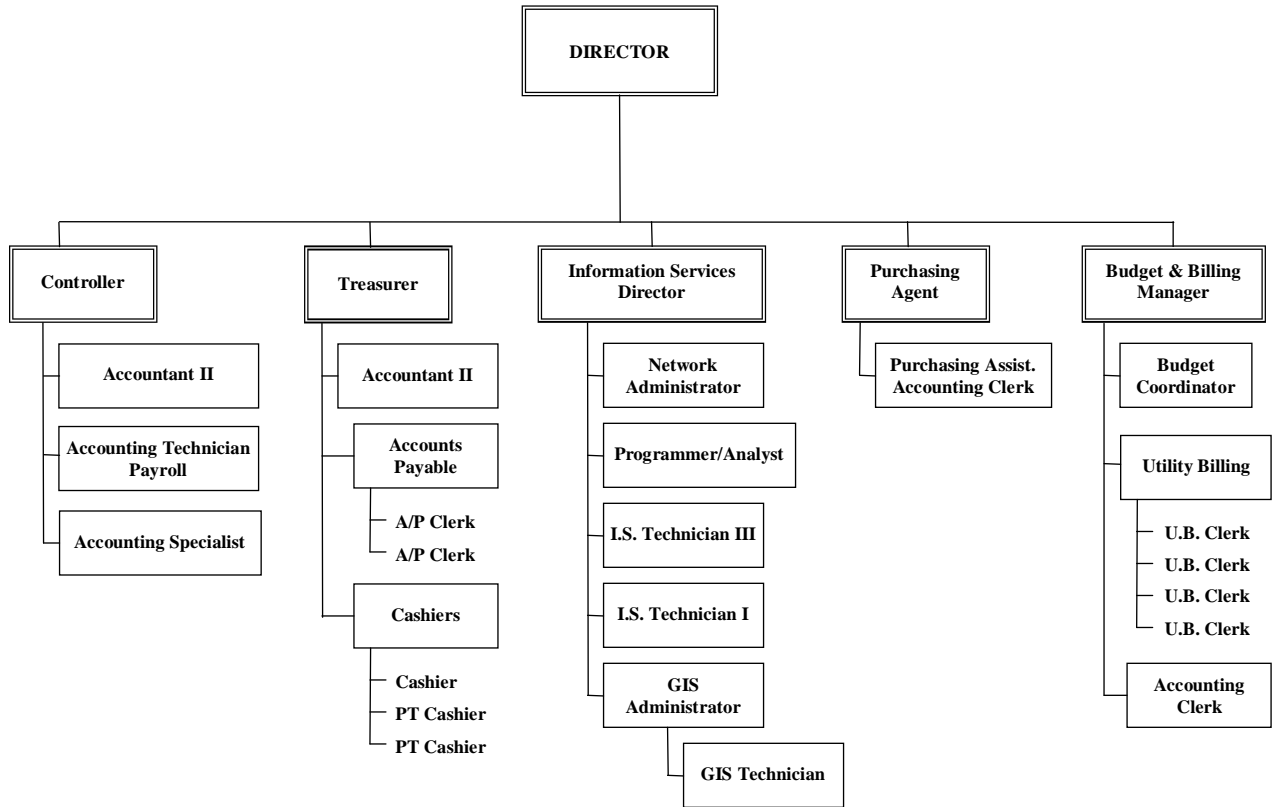 DIRECTOR
Controller
Treasurer
Information Services
Director
Purchasing
Agent
Budget & Billing
Manager
Accountant II
Accounting Technician
Payroll
Accounting Specialist
Accountant II
Accounts
Payable
A/P Clerk
A/P Clerk
Cashiers
Cashier
PT Cashier
PT Cashier
Network
Administrator
Programmer/Analyst
I.S. Technician III
I.S. Technician I
GIS
Administrator
GIS Technician
Purchasing Assist.
Accounting Clerk
Budget
Coordinator
Utility Billing
U.B. Clerk
U.B. Clerk
U.B. Clerk
U.B. Clerk
Accounting
Clerk